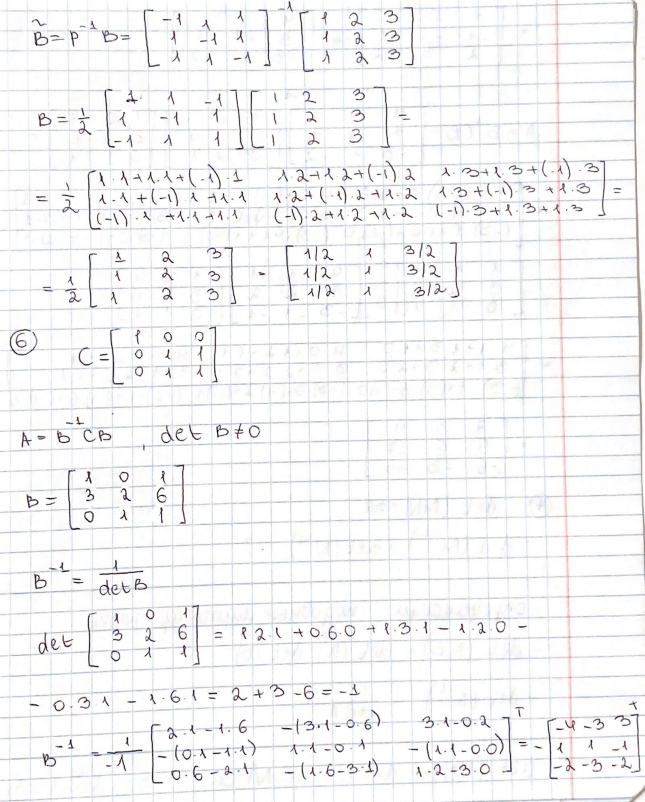 B̃ = P⁻¹ B = [ -1 1 1 ; 1 -1 1 ; 1 1 -1 ]⁻¹ [ 1 2 3 ; 1 2 3 ; 1 2 3 ]
B = 1/2 [ 1 1 -1 ; 1 -1 1 ; -1 1 1 ] [ 1 2 3 ; 1 2 3 ; 1 2 3 ] =
= 1/2 [ 1·1+1·1+(-1)·1 1·2+1·2+(-1)·2 1·3+1·3+(-1)·3 ; 1·1+(-1)·1+1·1 1·2+(-1)·2+1·2 1·3+(-1)·3+1·3 ; (-1)·1+1·1+1·1 (-1)·2+1·2+1·2 (-1)·3+1·3+1·3 ] =
= 1/2 [ 1 2 3 ; 1 2 3 ; 1 2 3 ] = [ 1/2 1 3/2 ; 1/2 1 3/2 ; 1/2 1 3/2 ]
⑥ C = [ 1 0 0 ; 0 1 1 ; 0 1 1 ]
A = B⁻¹ C B , det B ≠ 0
B = [ 1 0 1 ; 3 2 6 ; 0 1 1 ]
B⁻¹ = 1/detB
det [ 1 0 1 ; 3 2 6 ; 0 1 1 ] = 1·2·1 + 0·6·0 + 1·3·1 - 1·2·0 -
- 0·3·1 - 1·6·1 = 2 + 3 - 6 = -1
B⁻¹ = 1/-1 [ 2·1-1·6 -(3·1-0·6) 3·1-0·2 ; -(0·1-1·1) 1·1-0·1 -(1·1-0·0) ; 0·6-2·1 -(1·6-3·1) 1·2-3·0 ]ᵀ = - [ -4 -3 3 ; 1 1 -1 ; -2 -3 -2 ]ᵀ